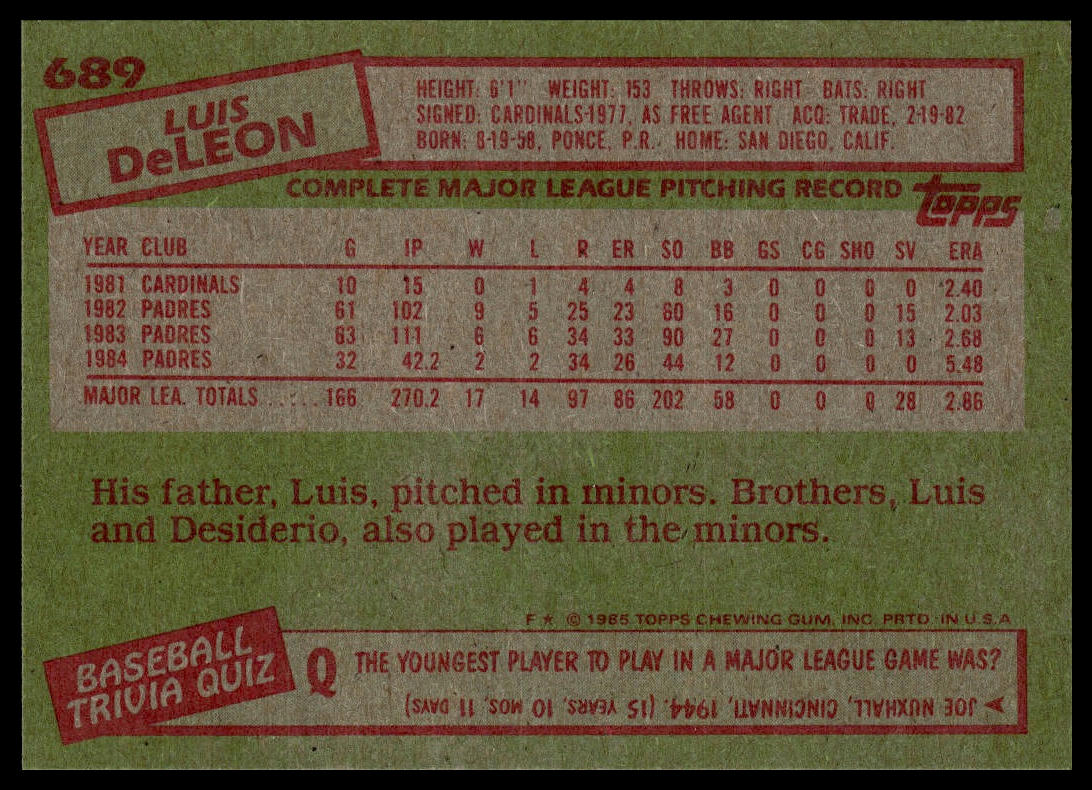 689
LUIS
DeLEON
HEIGHT: 6'1" WEIGHT: 153 THROWS: RIGHT BATS: RIGHT
SIGNED: CARDINALS-1977, AS FREE AGENT ACQ: TRADE, 2-19-82
BORN: 8-19-58, PONCE, P.R. HOME: SAN DIEGO, CALIF.
COMPLETE MAJOR LEAGUE PITCHING RECORD
Topps
YEAR CLUB G IP W L R ER SO BB GS CG SHO SV ERA
1981 CARDINALS 10 15 0 1 4 4 8 3 0 0 0 0 2.40
1982 PADRES 61 102 9 5 25 23 60 16 0 0 0 15 2.03
1983 PADRES 63 111 6 6 34 33 90 27 0 0 0 13 2.68
1984 PADRES 32 42.2 2 2 34 26 44 12 0 0 0 0 5.48
MAJOR LEA. TOTALS ..... 166 270.2 17 14 97 86 202 58 0 0 0 28 2.86
His father, Luis, pitched in minors. Brothers, Luis
and Desiderio, also played in the minors.
F ★ © 1985 TOPPS CHEWING GUM, INC. PRTD. IN U.S.A
BASEBALL
TRIVIA QUIZ
Q THE YOUNGEST PLAYER TO PLAY IN A MAJOR LEAGUE GAME WAS?
JOE NUXHALL, CINCINNATI, 1944. (15 YEARS, 10 MOS. 11 DAYS)